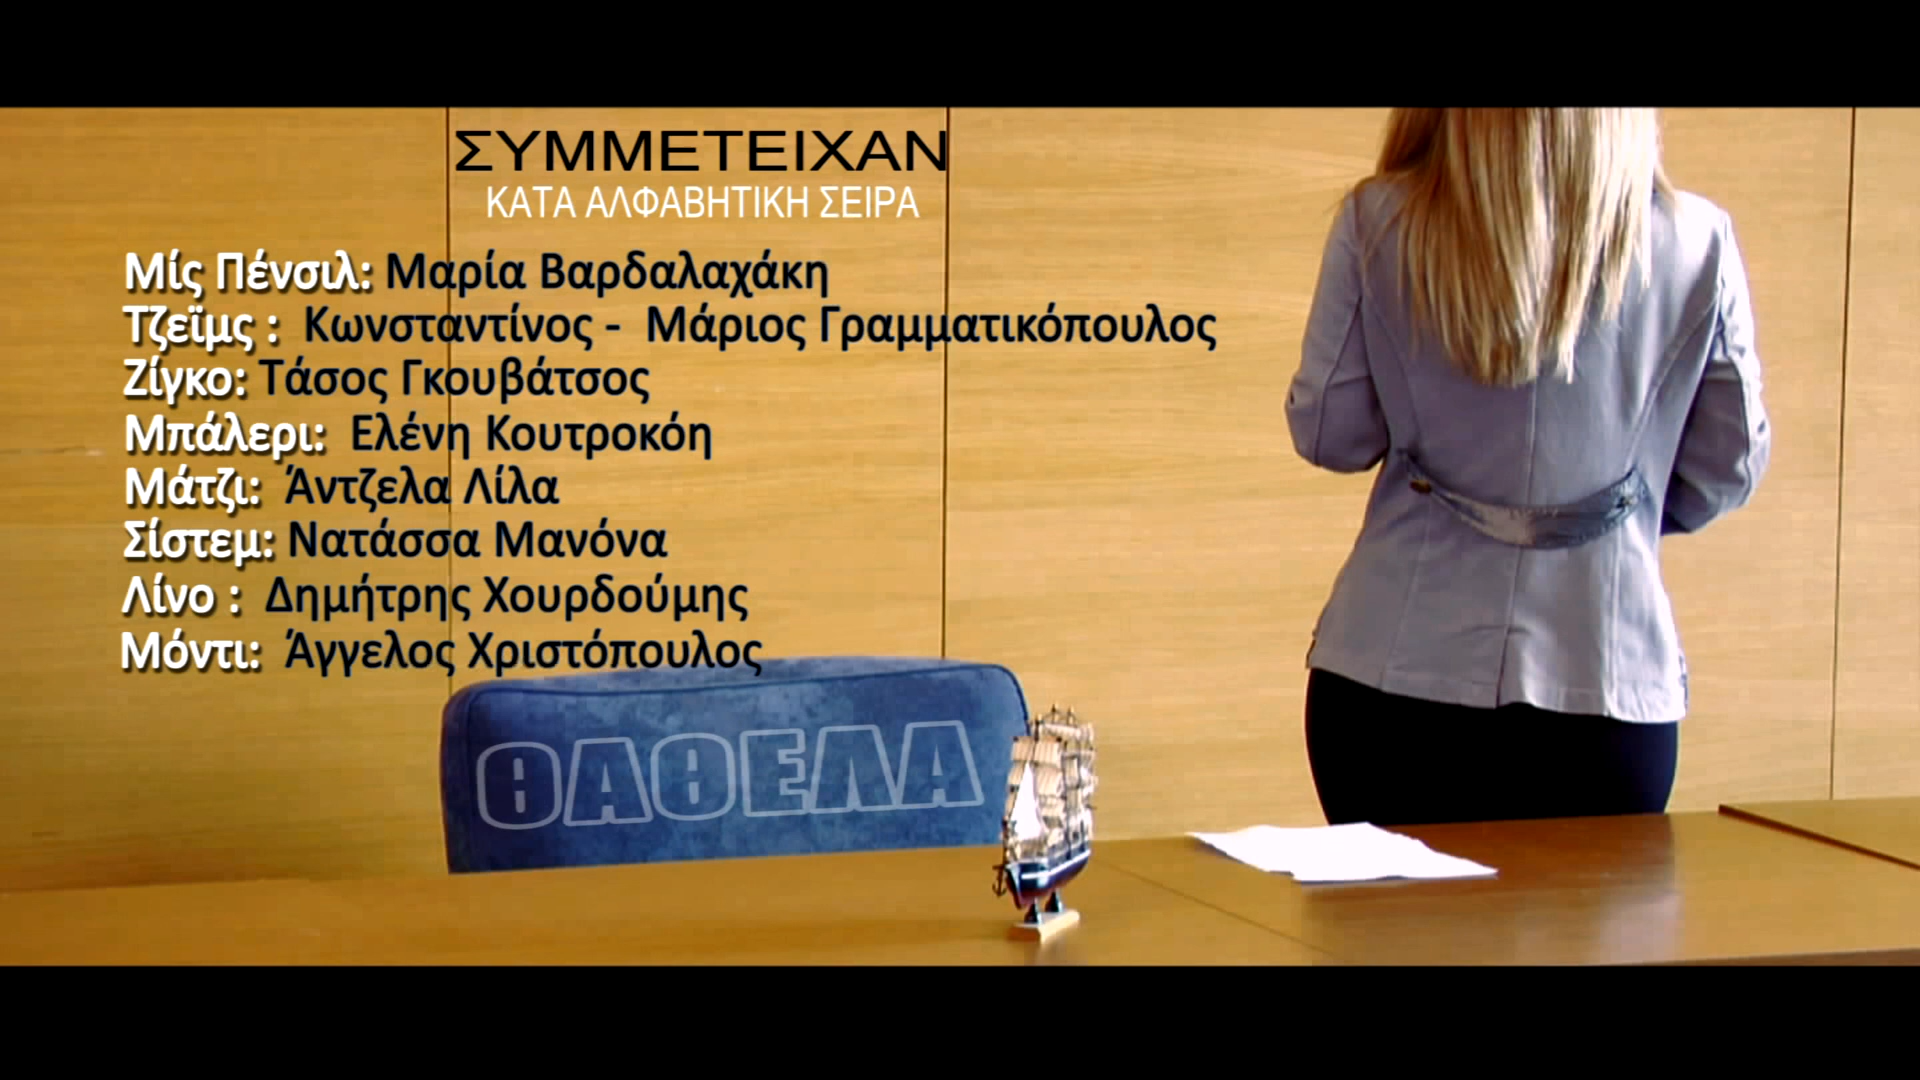 ΣΥΜΜΕΤΕΙΧΑΝ
ΚΑΤΑ ΑΛΦΑΒΗΤΙΚΗ ΣΕΙΡΑ
Μίς Πένσιλ: Μαρία Βαρδαλαχάκη
Τζεϊμς : Κωνσταντίνος - Μάριος Γραμματικόπουλος
Ζίγκο: Τάσος Γκουβάτσος
Μπάλερι: Ελένη Κουτροκόη
Μάτζι: Άντζελα Λίλα
Σίστεμ: Νατάσσα Μανόνα
Λίνο : Δημήτρης Χουρδούμης
Μόντι: Άγγελος Χριστόπουλος
ΘΑΘΕΛΑ